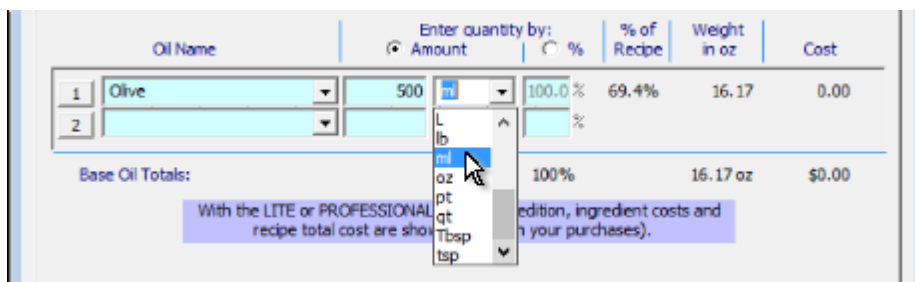 Enter quantity by: % of Weight
Oil Name Amount % Recipe in oz Cost
1 Olive 500 ml 100.0 % 69.4% 16.17 0.00
2 %
L
lb
ml
oz
pt
qt
Tbsp
tsp
Base Oil Totals: 100% 16.17 oz $0.00
With the LITE or PROFESSIONAL edition, ingredient costs and
recipe total cost are your purchases).